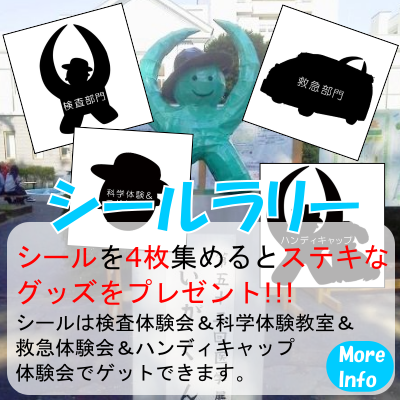 検査部門
救急部門
科学体験&
ハンディキャップ
シールラリー
シールを4枚集めるとステキな
グッズをプレゼント!!!
シールは検査体験会&科学体験教室&
救急体験会&ハンディキャップ
体験会でゲットできます。
More
Info